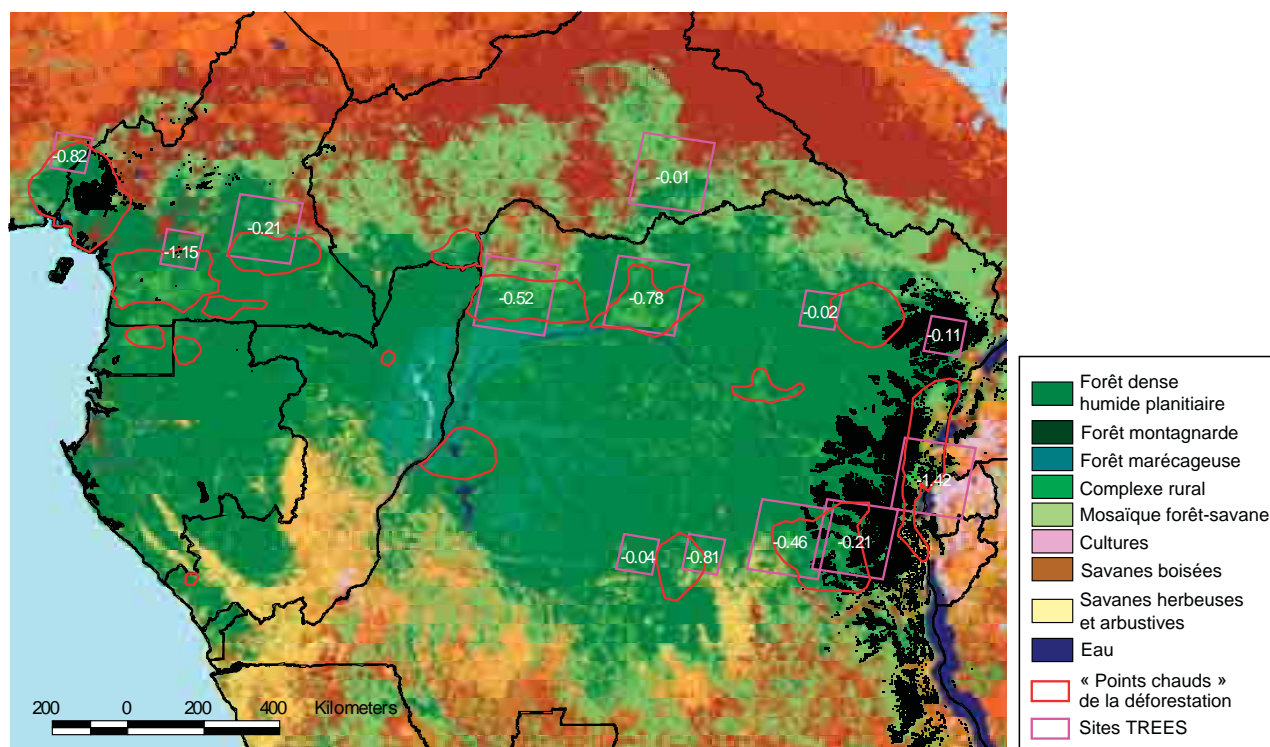 -0.82
-0.01
-0.21
-1.15
-0.52
-0.78
-0.02
-0.11
-1.42
-0.46
-0.21
-0.04
-0.81
200 0 200 400 Kilometers
Forêt dense
humide planitiaire
Forêt montagnarde
Forêt marécageuse
Complexe rural
Mosaïque forêt-savane
Cultures
Savanes boisées
Savanes herbeuses
et arbustives
Eau
« Points chauds »
de la déforestation
Sites TREES